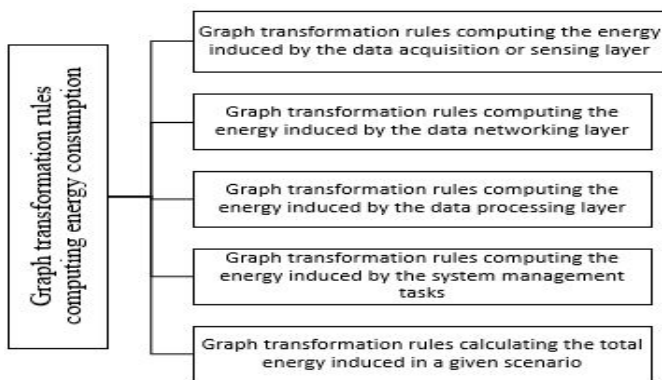 Graph transformation rules
computing energy consumption
Graph transformation rules computing the energy
induced by the data acquisition or sensing layer
Graph transformation rules computing the
energy induced by the data networking layer
Graph transformation rules computing the
energy induced by the data processing layer
Graph transformation rules computing the
energy induced by the system management
tasks
Graph transformation rules calculating the total
energy induced in a given scenario